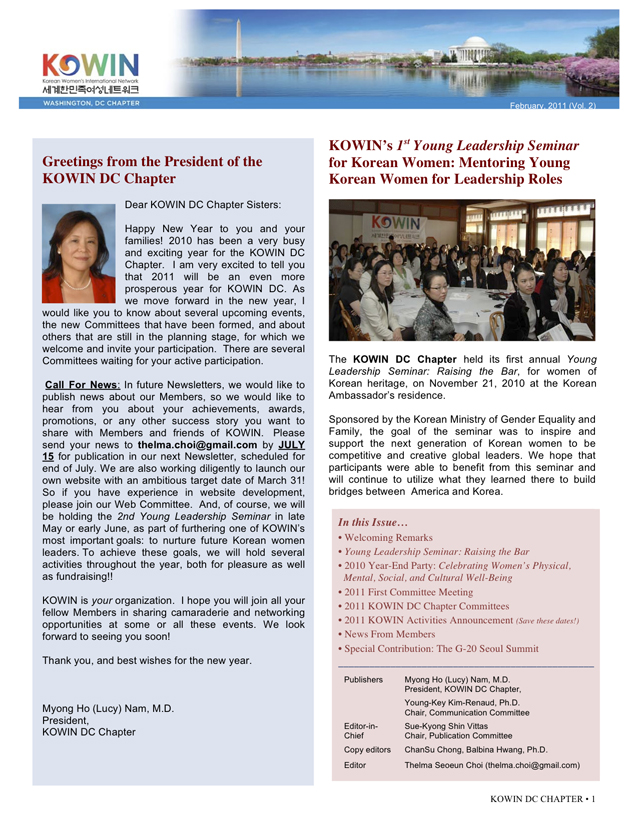 KOWIN
Korean Women's International Network
세계한민족여성네트워크
WASHINGTON, DC CHAPTER
February, 2011 (Vol. 2)
Greetings from the President of the
KOWIN DC Chapter
Dear KOWIN DC Chapter Sisters:
Happy New Year to you and your
families! 2010 has been a very busy
and exciting year for the KOWIN DC
Chapter. I am very excited to tell you
that 2011 will be an even more
prosperous year for KOWIN DC. As
we move forward in the new year, I
would like you to know about several upcoming events,
the new Committees that have been formed, and about
others that are still in the planning stage, for which we
welcome and invite your participation. There are several
Committees waiting for your active participation.
Call For News: In future Newsletters, we would like to
publish news about our Members, so we would like to
hear from you about your achievements, awards,
promotions, or any other success story you want to
share with Members and friends of KOWIN. Please
send your news to thelma.choi@gmail.com by JULY
15 for publication in our next Newsletter, scheduled for
end of July. We are also working diligently to launch our
own website with an ambitious target date of March 31!
So if you have experience in website development,
please join our Web Committee. And, of course, we will
be holding the 2nd Young Leadership Seminar in late
May or early June, as part of furthering one of KOWIN's
most important goals: to nurture future Korean women
leaders. To achieve these goals, we will hold several
activities throughout the year, both for pleasure as well
as fundraising!!
KOWIN is your organization. I hope you will join all your
fellow Members in sharing camaraderie and networking
opportunities at some or all these events. We look
forward to seeing you soon!
Thank you, and best wishes for the new year.
Myong Ho (Lucy) Nam, M.D.
President,
KOWIN DC Chapter
KOWIN's 1st Young Leadership Seminar
for Korean Women: Mentoring Young
Korean Women for Leadership Roles
KOWIN
The KOWIN DC Chapter held its first annual Young
Leadership Seminar: Raising the Bar, for women of
Korean heritage, on November 21, 2010 at the Korean
Ambassador's residence.
Sponsored by the Korean Ministry of Gender Equality and
Family, the goal of the seminar was to inspire and
support the next generation of Korean women to be
competitive and creative global leaders. We hope that
participants were able to benefit from this seminar and
will continue to utilize what they learned there to build
bridges between America and Korea.
In this Issue…
• Welcoming Remarks
• Young Leadership Seminar: Raising the Bar
• 2010 Year-End Party: Celebrating Women's Physical,
Mental, Social, and Cultural Well-Being
• 2011 First Committee Meeting
• 2011 KOWIN DC Chapter Committees
• 2011 KOWIN Activities Announcement (Save these dates!)
• News From Members
• Special Contribution: The G-20 Seoul Summit
Publishers Myong Ho (Lucy) Nam, M.D.
President, KOWIN DC Chapter,
Young-Key Kim-Renaud, Ph.D.
Chair, Communication Committee
Editor-in- Sue-Kyong Shin Vittas
Chief Chair, Publication Committee
Copy editors ChanSu Chong, Balbina Hwang, Ph.D.
Editor Thelma Seoeun Choi (thelma.choi@gmail.com)
KOWIN DC CHAPTER • 1